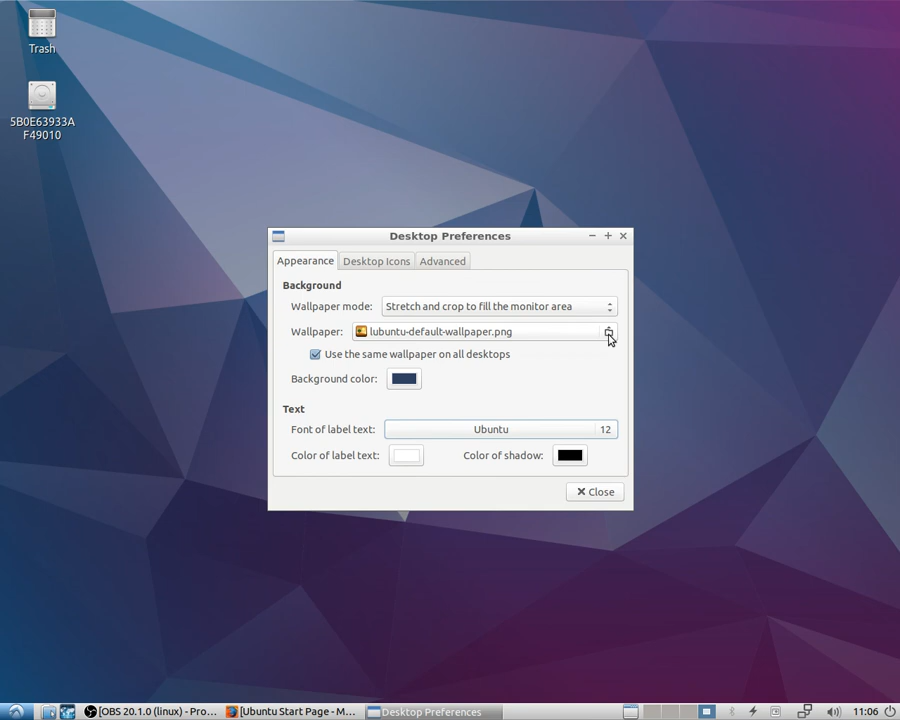 Trash
5B0E63933A
F49010
Desktop Preferences
Appearance
Desktop Icons
Advanced
Background
Wallpaper mode:
Stretch and crop to fill the monitor area
Wallpaper:
lubuntu-default-wallpaper.png
Use the same wallpaper on all desktops
Background color:
Text
Font of label text:
Ubuntu
12
Color of label text:
Color of shadow:
Close
[OBS 20.1.0 (linux) - Pro...
[Ubuntu Start Page - M...
Desktop Preferences
11:06